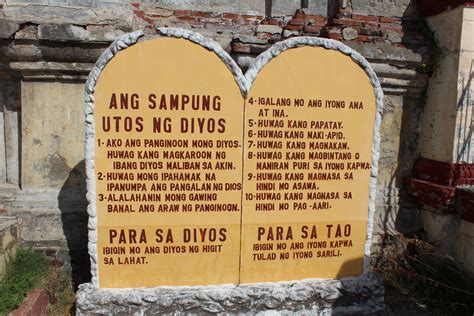 ANG SAMPUNG
UTOS NG DIYOS
1 - AKO ANG PANGINOON MONG DIYOS.
HUWAG KANG MAGKAROON NG
IBANG DIYOS MALIBAN SA AKIN.
2 - HUWAG MONG IPAHAMAK NA
IPANUMPA ANG PANGALAN NG DIOS
3 - ALALAHANIN MONG GAWING
BANAL ANG ARAW NG PANGINOON.
PARA SA DIYOS
IBIGIN MO ANG DIYOS NG HIGIT
SA LAHAT.
4 - IGALANG MO ANG IYONG AMA
AT INA.
5 - HUWAG KANG PAPATAY.
6 - HUWAG KANG MAKI-APID.
7 - HUWAG KANG MAGNAKAW.
8 - HUWAG KANG MAGBINTANG O
MANIRAN PURI SA IYONG KAPWA.
9 - HUWAG KANG MAGNASA SA
HINDI MO ASAWA.
10 - HUWAG KANG MAGNASA SA
HINDI MO PAG-AARI.
PARA SA TAO
IBIGIN MO ANG IYONG KAPWA
TULAD NG IYONG SARILI.